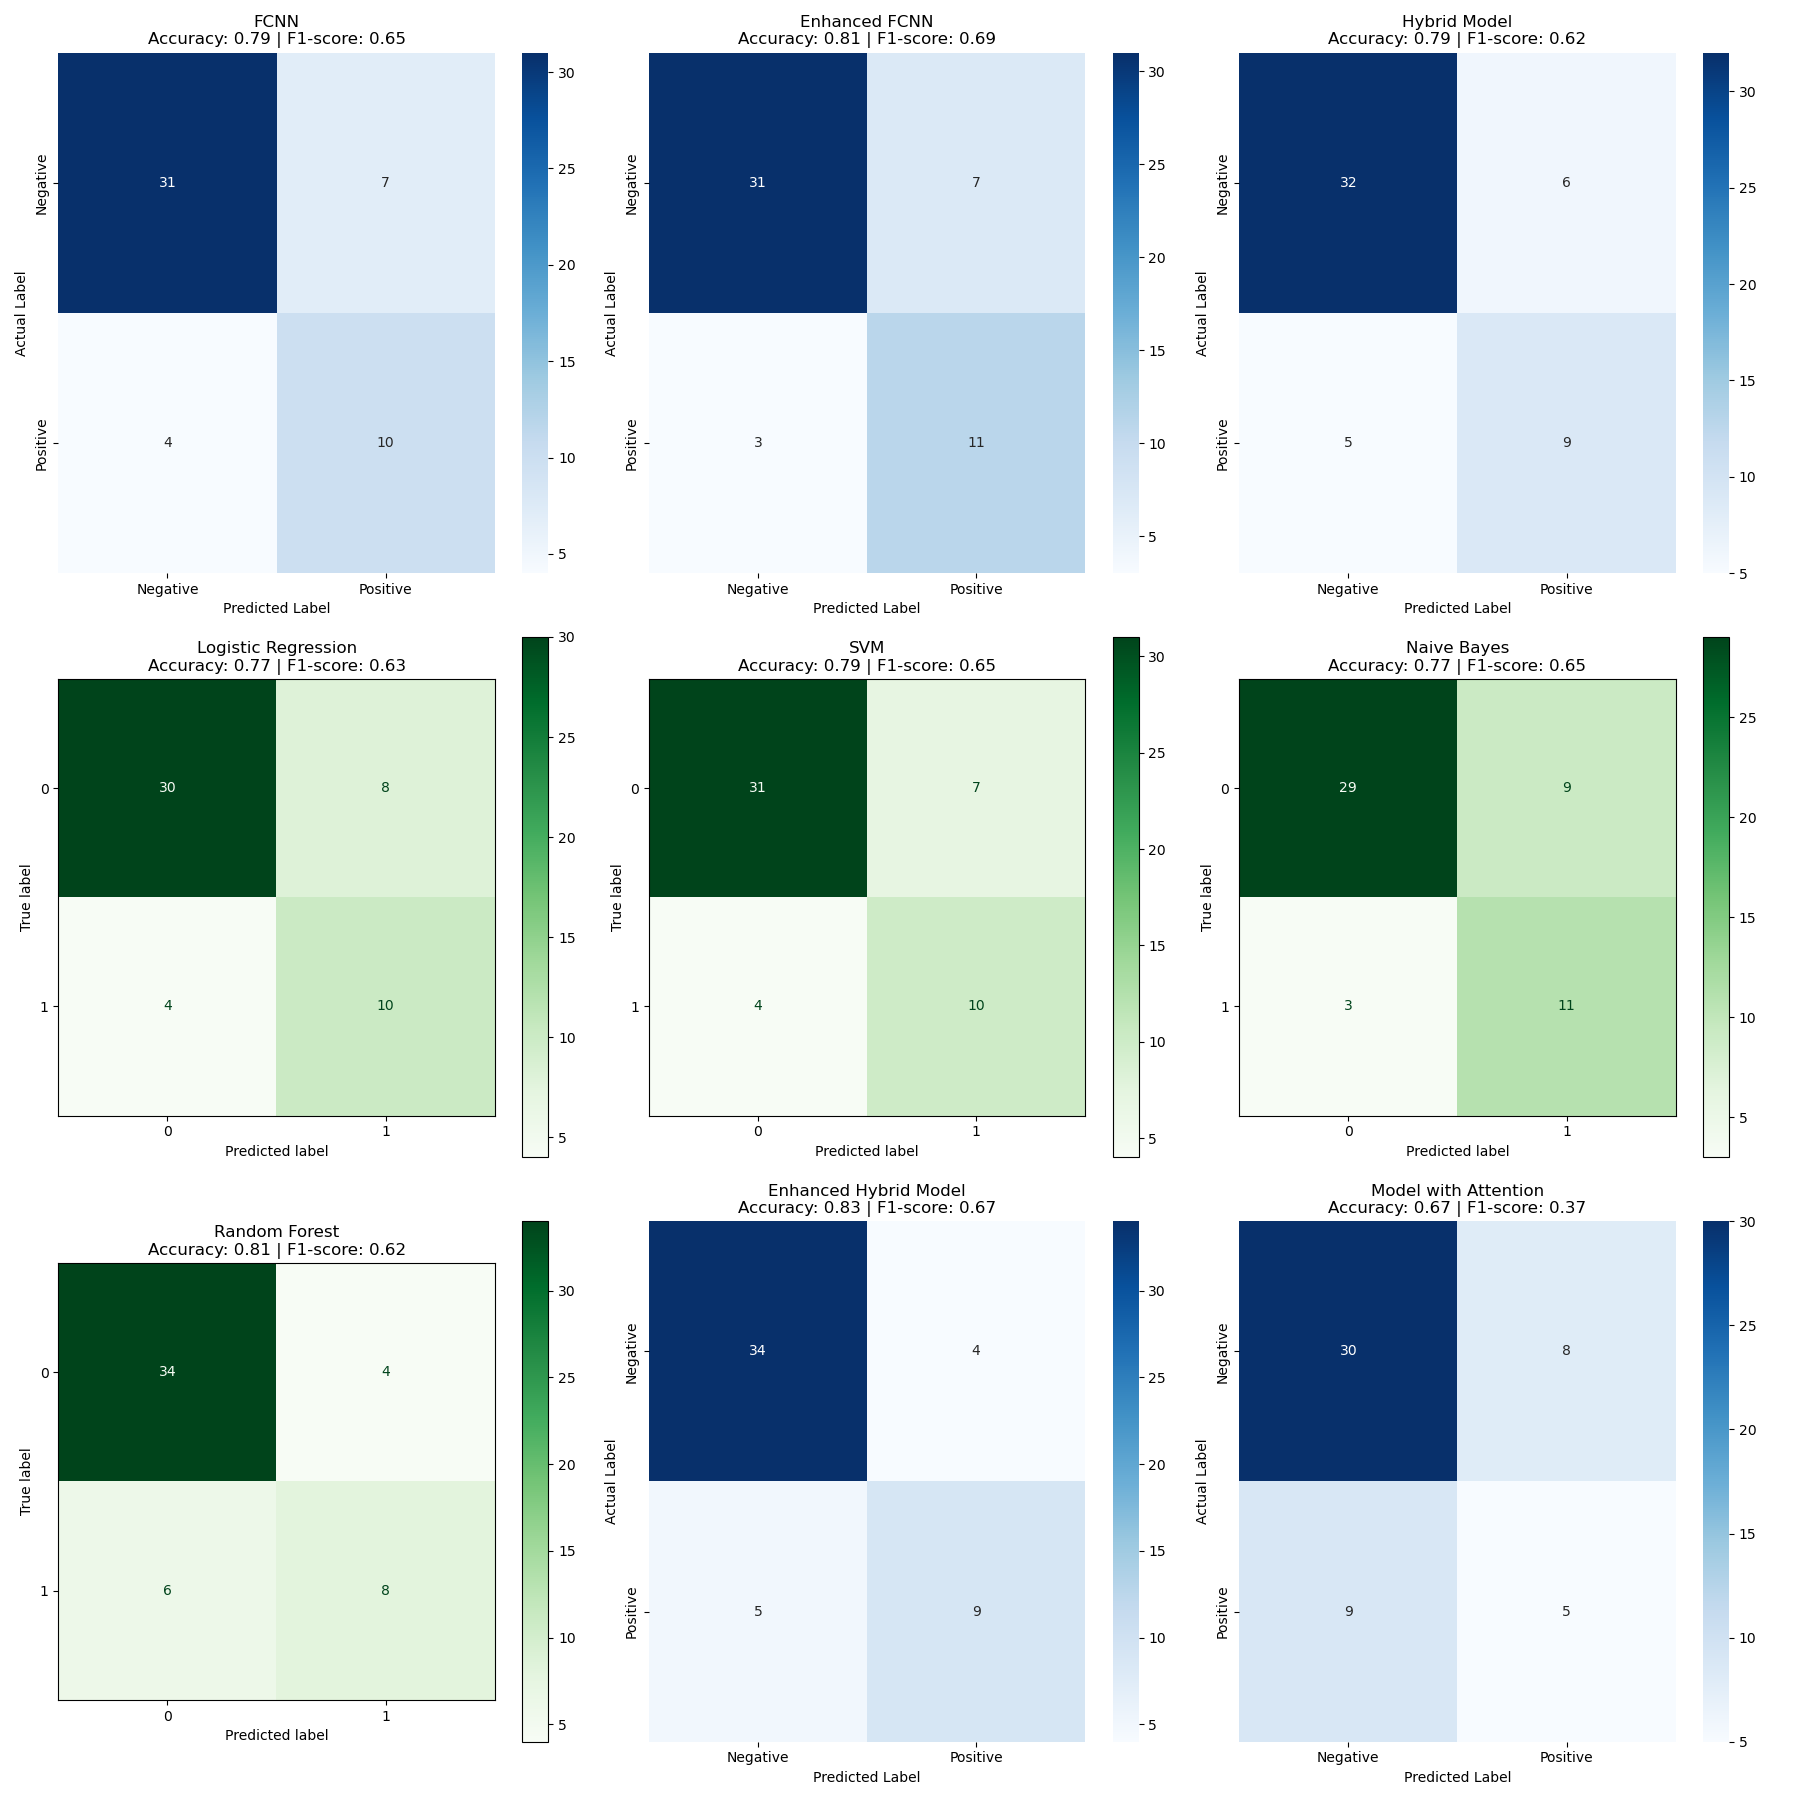 FCNN
Accuracy: 0.79 | F1-score: 0.65
31 7
4 10
Negative
Positive
Actual Label
Negative Positive
Predicted Label
30
25
20
15
10
5
Enhanced FCNN
Accuracy: 0.81 | F1-score: 0.69
31 7
3 11
Negative
Positive
Actual Label
Negative Positive
Predicted Label
30
25
20
15
10
5
Hybrid Model
Accuracy: 0.79 | F1-score: 0.62
32 6
5 9
Negative
Positive
Actual Label
Negative Positive
Predicted Label
30
25
20
15
10
5
Logistic Regression
Accuracy: 0.77 | F1-score: 0.63
0 30 8
1 4 10
True label
0 1
Predicted label
30
25
20
15
10
5
SVM
Accuracy: 0.79 | F1-score: 0.65
0 31 7
1 4 10
True label
0 1
Predicted label
30
25
20
15
10
5
Naive Bayes
Accuracy: 0.77 | F1-score: 0.65
0 29 9
1 3 11
True label
0 1
Predicted label
25
20
15
10
5
Random Forest
Accuracy: 0.81 | F1-score: 0.62
0 34 4
1 6 8
True label
0 1
Predicted label
30
25
20
15
10
5
Enhanced Hybrid Model
Accuracy: 0.83 | F1-score: 0.67
34 4
5 9
Negative
Positive
Actual Label
Negative Positive
Predicted Label
30
25
20
15
10
5
Model with Attention
Accuracy: 0.67 | F1-score: 0.37
30 8
9 5
Negative
Positive
Actual Label
Negative Positive
Predicted Label
30
25
20
15
10
5